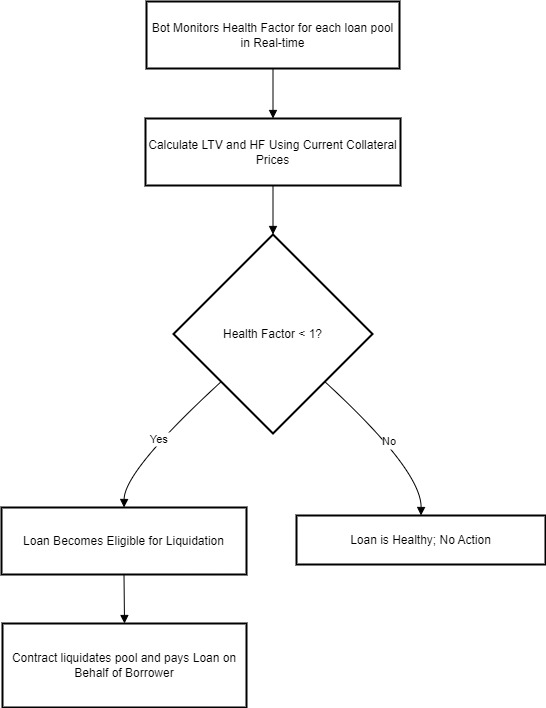 Bot Monitors Health Factor for each loan pool
in Real-time
Calculate LTV and HF Using Current Collateral
Prices
Health Factor < 1?
Yes
No
Loan Becomes Eligible for Liquidation
Loan is Healthy; No Action
Contract liquidates pool and pays Loan on
Behalf of Borrower